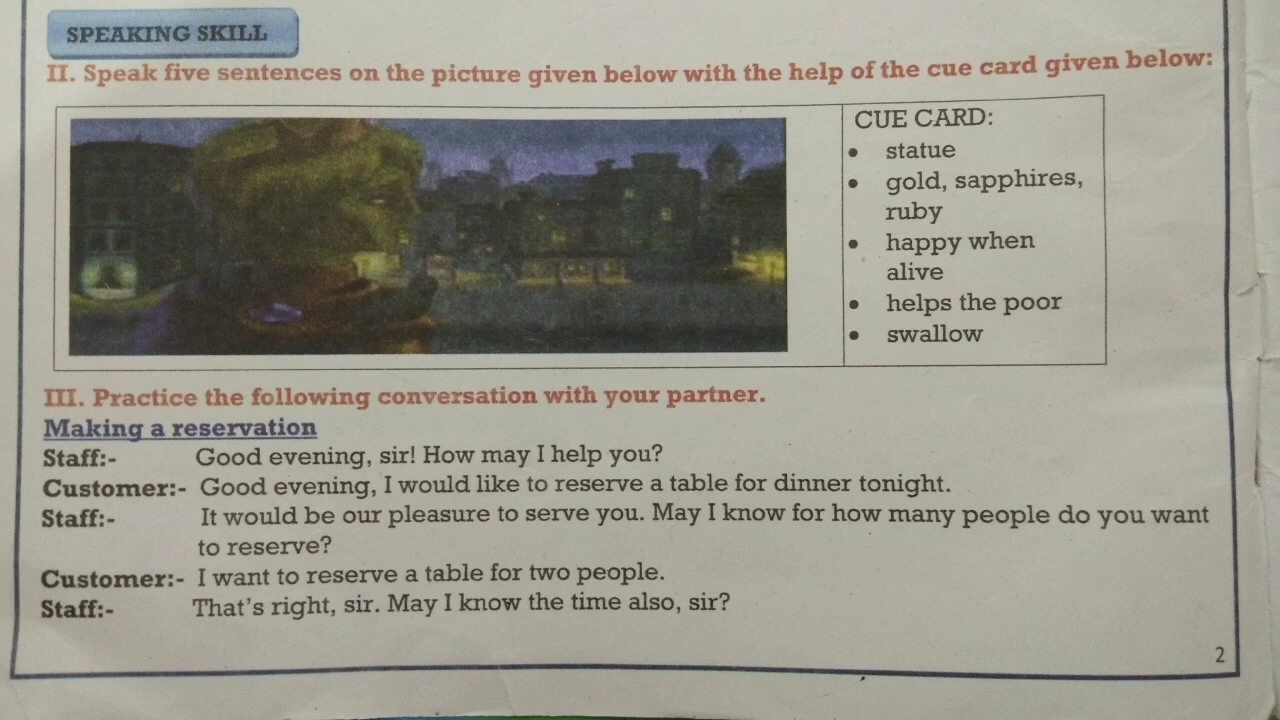 SPEAKING SKILL
II. Speak five sentences on the picture given below with the help of the cue card given below:
CUE CARD:
• statue
• gold, sapphires,
ruby
• happy when
alive
• helps the poor
• swallow
III. Practice the following conversation with your partner.
Making a reservation
Staff:- Good evening, sir! How may I help you?
Customer:- Good evening, I would like to reserve a table for dinner tonight.
Staff:- It would be our pleasure to serve you. May I know for how many people do you want
to reserve?
Customer:- I want to reserve a table for two people.
Staff:- That's right, sir. May I know the time also, sir?
2